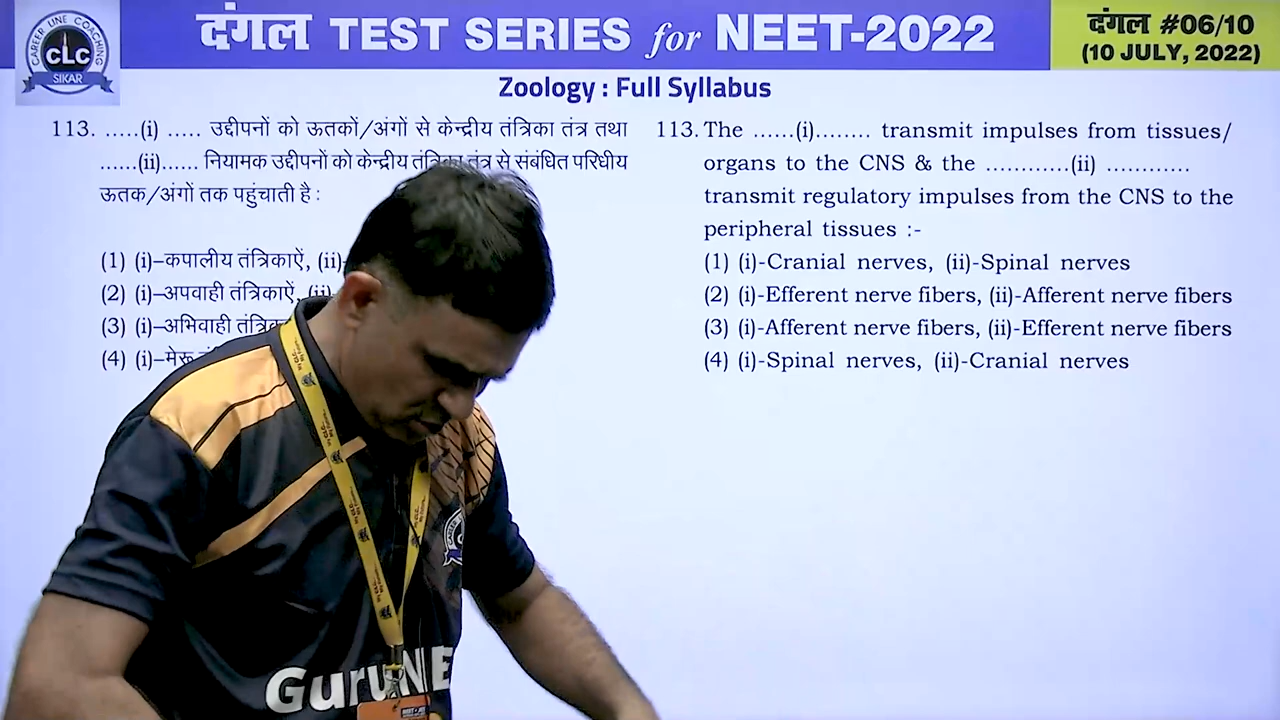 CAREER LINE COACHING
CLC
SIKAR
दंगल TEST SERIES for NEET-2022
दंगल #06/10
(10 JULY, 2022)
Zoology : Full Syllabus
113. .....(i) ..... उद्दीपनों को ऊतकों/अंगों से केन्द्रीय तंत्रिका तंत्र तथा
......(ii)...... नियामक उद्दीपनों को केन्द्रीय तंत्रिका तंत्र से संबंधित परिधीय
ऊतक/अंगों तक पहुंचाती है :
(1) (i)–कपालीय तंत्रिकाऐं, (ii)–
(2) (i)–अपवाही तंत्रिकाऐं, (ii)–
(3) (i)–अभिवाही
(4) (i)–मेरू
113. The ......(i)........ transmit impulses from tissues/
organs to the CNS & the ............(ii) ............
transmit regulatory impulses from the CNS to the
peripheral tissues :-
(1) (i)-Cranial nerves, (ii)-Spinal nerves
(2) (i)-Efferent nerve fibers, (ii)-Afferent nerve fibers
(3) (i)-Afferent nerve fibers, (ii)-Efferent nerve fibers
(4) (i)-Spinal nerves, (ii)-Cranial nerves